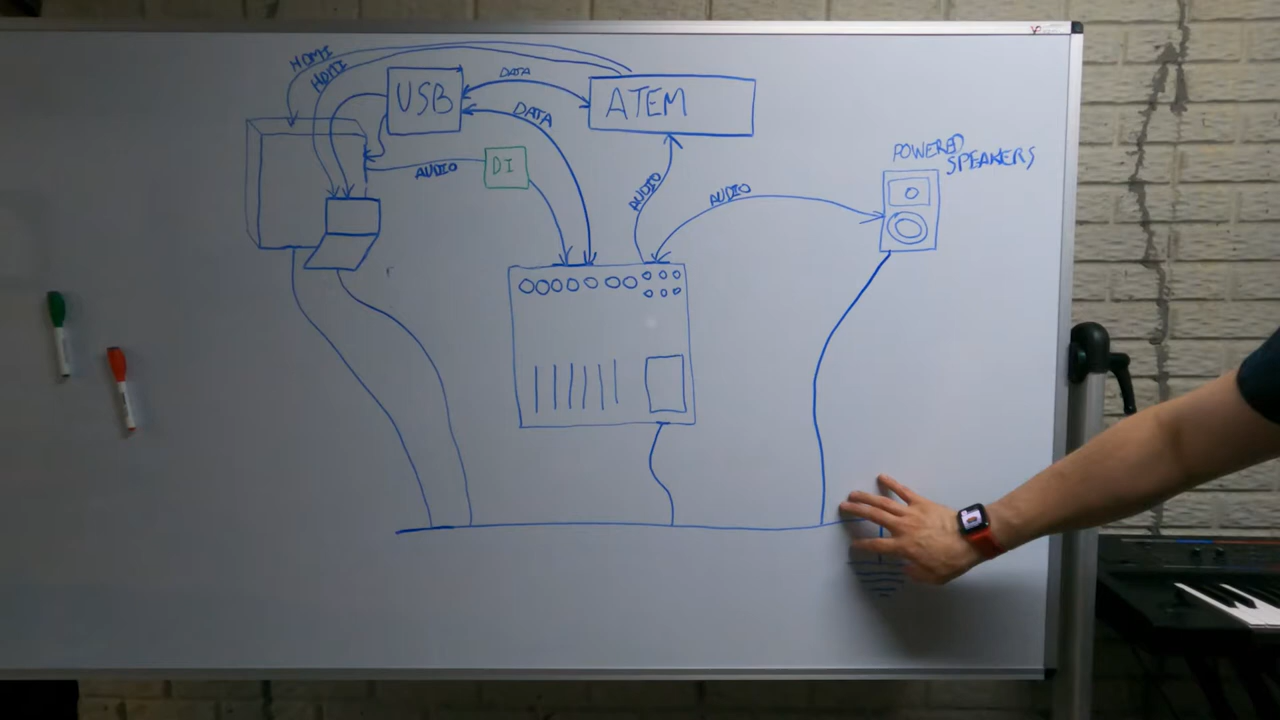 HDMI
HDMI
USB
DATA
DATA
ATEM
AUDIO
DI
AUDIO
AUDIO
POWERED
SPEAKERS